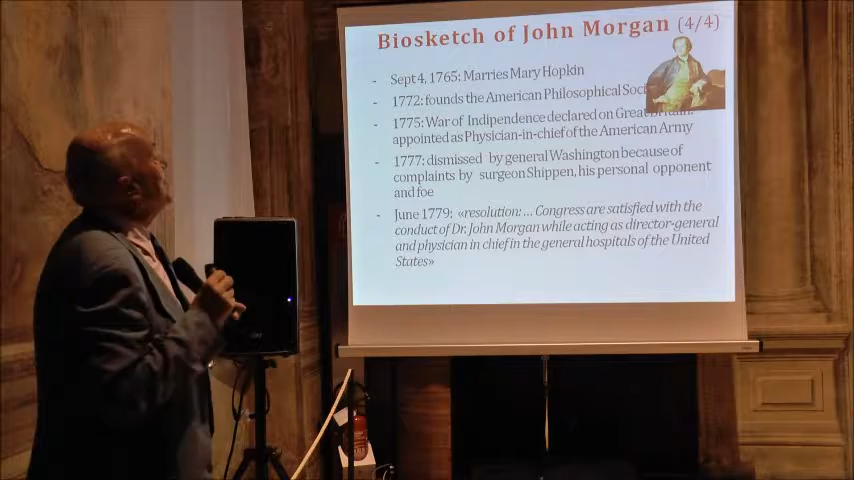 Biosketch of John Morgan (4/4)
- Sept 4, 1765: Marries Mary Hopkin
- 1772: founds the American Philosophical
- 1775: War of Indipendence declared on Great
appointed as Physician-in-chief of the American Army
- 1777: dismissed by general Washington because of
complaints by surgeon Shippen, his personal opponent
and foe
- June 1779; «resolution: ... Congress are satisfied with the
conduct of Dr. John Morgan while acting as director-general
and physician in chief in the general hospitals of the United
States»